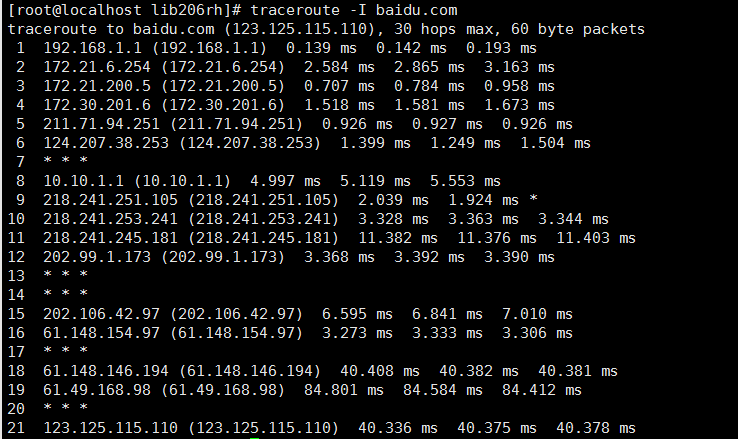 [root@localhost lib206rh]# traceroute -I baidu.com
traceroute to baidu.com (123.125.115.110), 30 hops max, 60 byte packets
 1  192.168.1.1 (192.168.1.1)  0.139 ms  0.142 ms  0.193 ms
 2  172.21.6.254 (172.21.6.254)  2.584 ms  2.865 ms  3.163 ms
 3  172.21.200.5 (172.21.200.5)  0.707 ms  0.784 ms  0.958 ms
 4  172.30.201.6 (172.30.201.6)  1.518 ms  1.581 ms  1.673 ms
 5  211.71.94.251 (211.71.94.251)  0.926 ms  0.927 ms  0.926 ms
 6  124.207.38.253 (124.207.38.253)  1.399 ms  1.249 ms  1.504 ms
 7  * * *
 8  10.10.1.1 (10.10.1.1)  4.997 ms  5.119 ms  5.553 ms
 9  218.241.251.105 (218.241.251.105)  2.039 ms  1.924 ms *
10  218.241.253.241 (218.241.253.241)  3.328 ms  3.363 ms  3.344 ms
11  218.241.245.181 (218.241.245.181)  11.382 ms  11.376 ms  11.403 ms
12  202.99.1.173 (202.99.1.173)  3.368 ms  3.392 ms  3.390 ms
13  * * *
14  * * *
15  202.106.42.97 (202.106.42.97)  6.595 ms  6.841 ms  7.010 ms
16  61.148.154.97 (61.148.154.97)  3.273 ms  3.333 ms  3.306 ms
17  * * *
18  61.148.146.194 (61.148.146.194)  40.408 ms  40.382 ms  40.381 ms
19  61.49.168.98 (61.49.168.98)  84.801 ms  84.584 ms  84.412 ms
20  * * *
21  123.125.115.110 (123.125.115.110)  40.336 ms  40.375 ms  40.378 ms